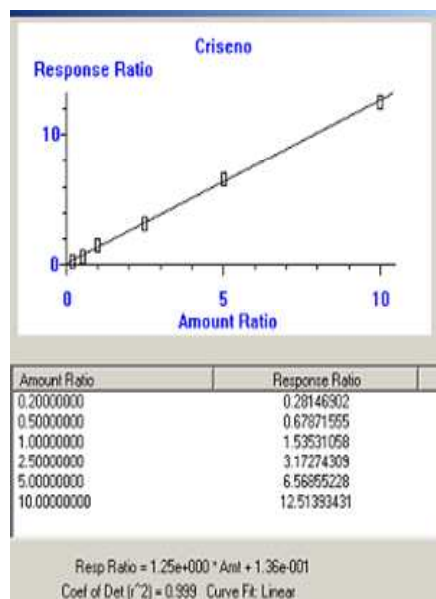 Criseno
Response Ratio
10
0
0 5 10
Amount Ratio
Amount Ratio Response Ratio
0.20000000 0.28146902
0.50000000 0.67871555
1.00000000 1.53531058
2.50000000 3.17274309
5.00000000 6.56855228
10.00000000 12.51393431
Resp Ratio = 1.25e+000 * Amt + 1.36e-001
Coef of Det (r^2) = 0.999 Curve Fit: Linear